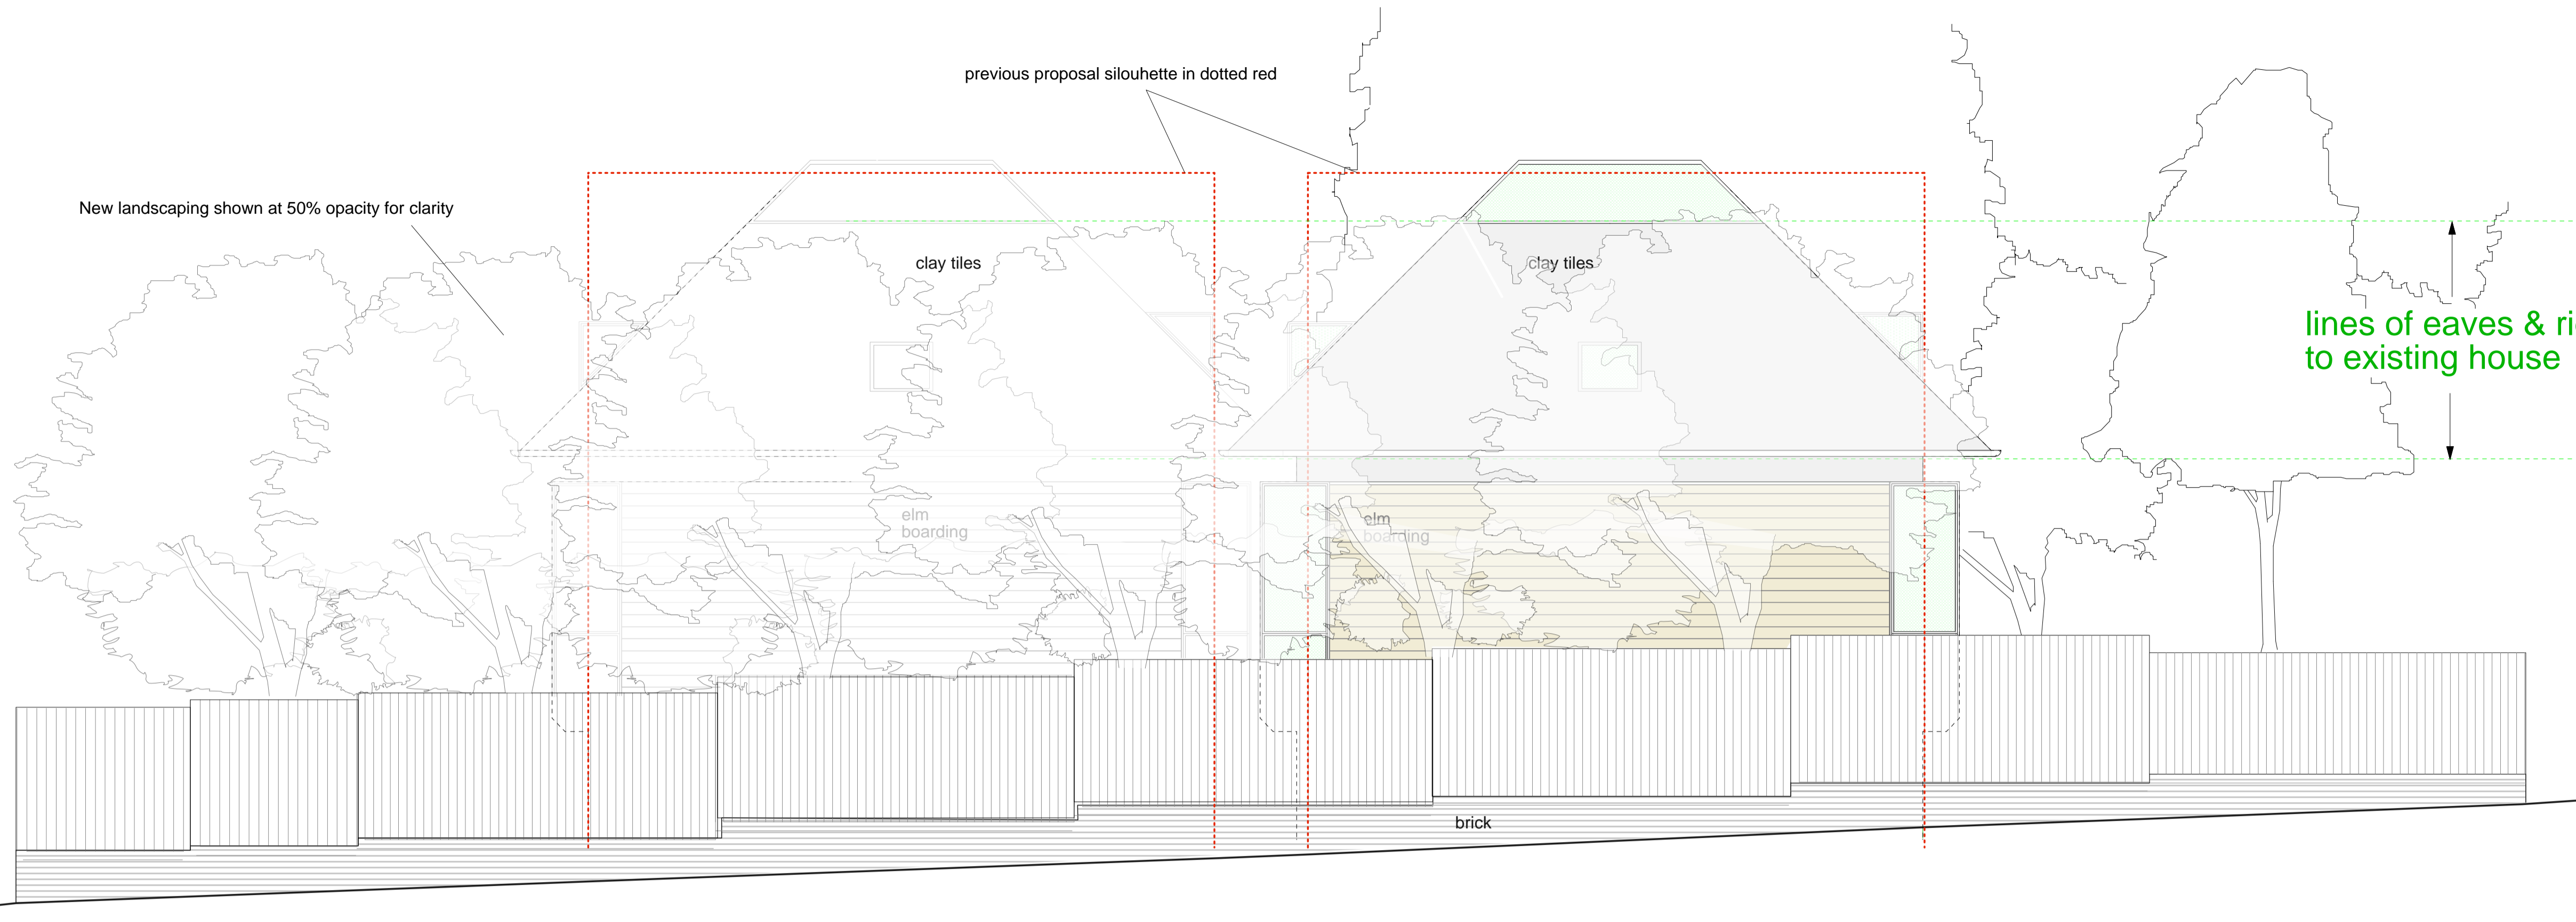 previous proposal silouhette in dotted red
New landscaping shown at 50% opacity for clarity
clay tiles
clay tiles
lines of eaves &
to existing house
elm
boarding
elm
boarding
brick